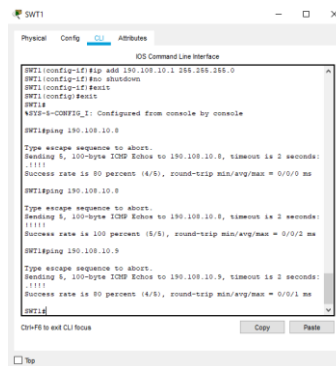 SWT1
Physical Config CLI Attributes
IOS Command Line Interface
SWT1(config-if)#ip add 190.108.10.1 255.255.255.0
SWT1(config-if)#no shutdown
SWT1(config-if)#exit
SWT1(config)#exit
SWT1#
%SYS-5-CONFIG_I: Configured from console by console
SWT1#ping 190.108.10.8
Type escape sequence to abort.
Sending 5, 100-byte ICMP Echos to 190.108.10.8, timeout is 2 seconds:
.!!!!
Success rate is 80 percent (4/5), round-trip min/avg/max = 0/0/0 ms
SWT1#ping 190.108.10.8
Type escape sequence to abort.
Sending 5, 100-byte ICMP Echos to 190.108.10.8, timeout is 2 seconds:
!!!!!
Success rate is 100 percent (5/5), round-trip min/avg/max = 0/0/2 ms
SWT1#ping 190.108.10.9
Type escape sequence to abort.
Sending 5, 100-byte ICMP Echos to 190.108.10.9, timeout is 2 seconds:
.!!!!
Success rate is 80 percent (4/5), round-trip min/avg/max = 0/0/1 ms
SWT1#
Ctrl+F6 to exit CLI focus
Copy Paste
Top